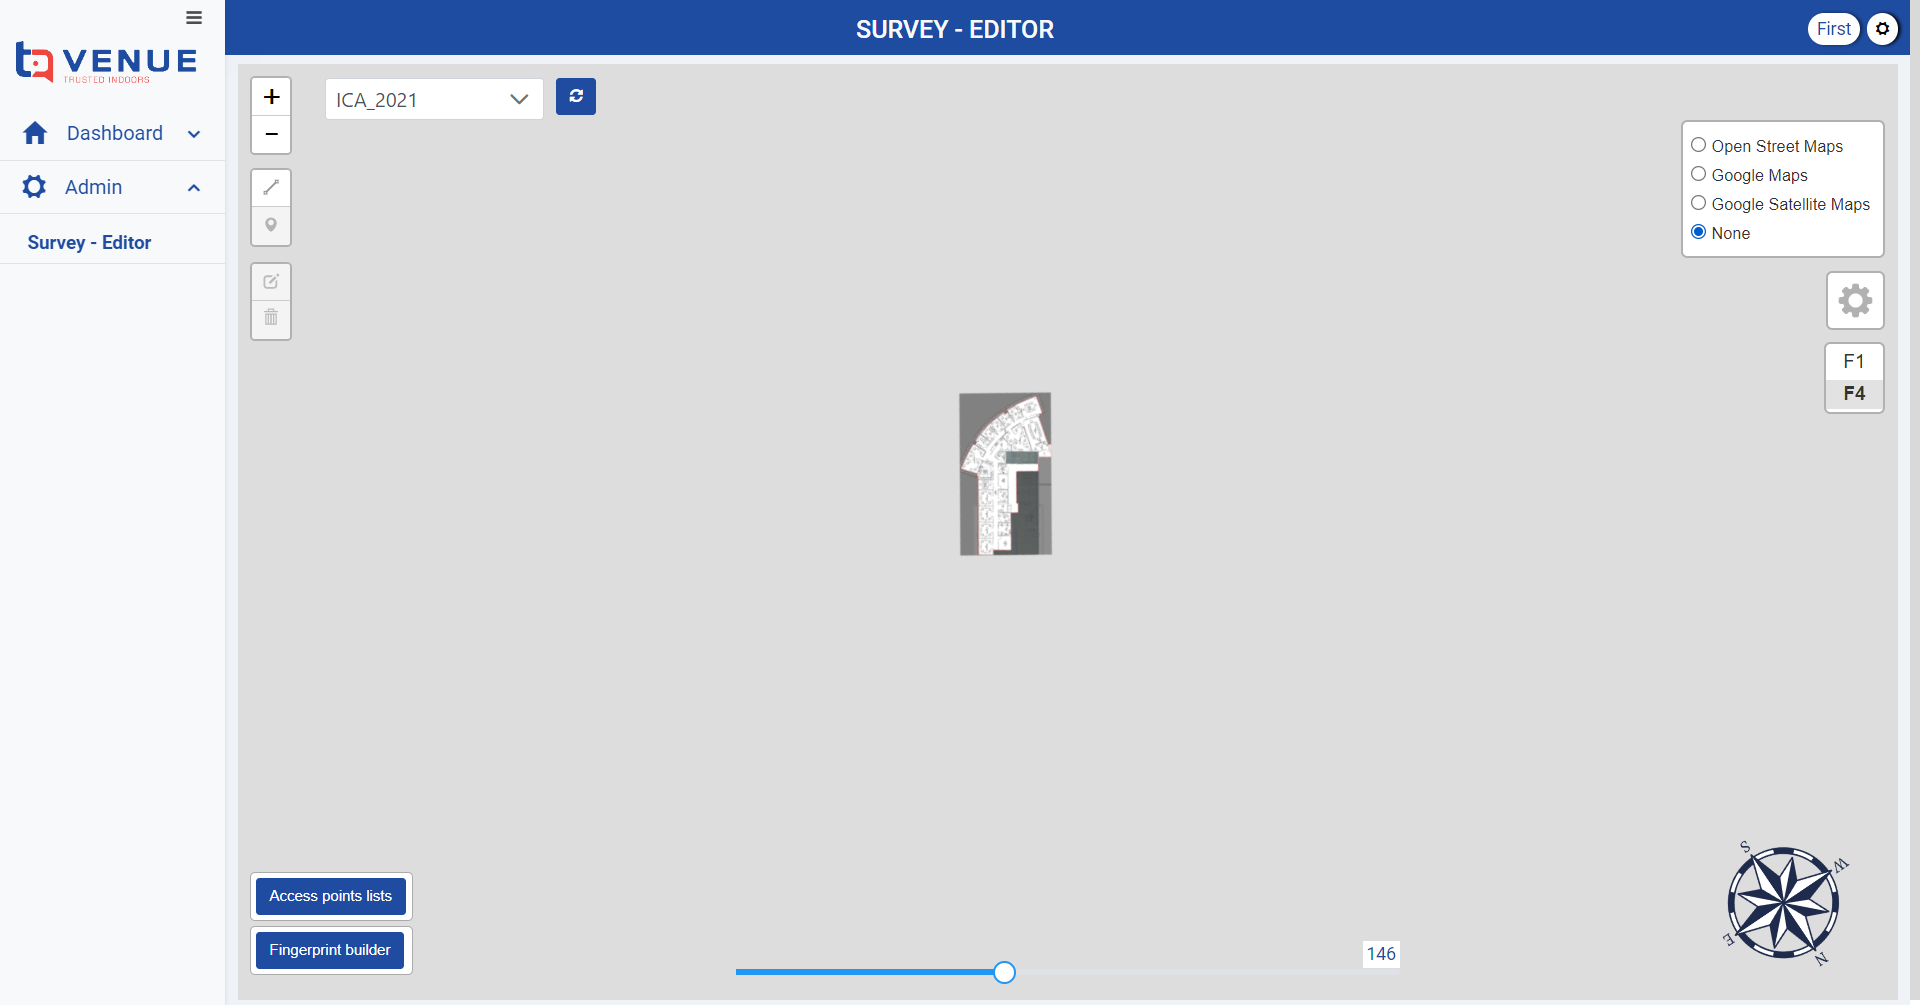 SURVEY - EDITOR
First
VENUE
TRUSTED INDOORS
Dashboard
Admin
Survey - Editor
+
ICA_2021
−
Open Street Maps
Google Maps
Google Satellite Maps
None
F1
F4
Access points lists
Fingerprint builder
146
S
W
E
N